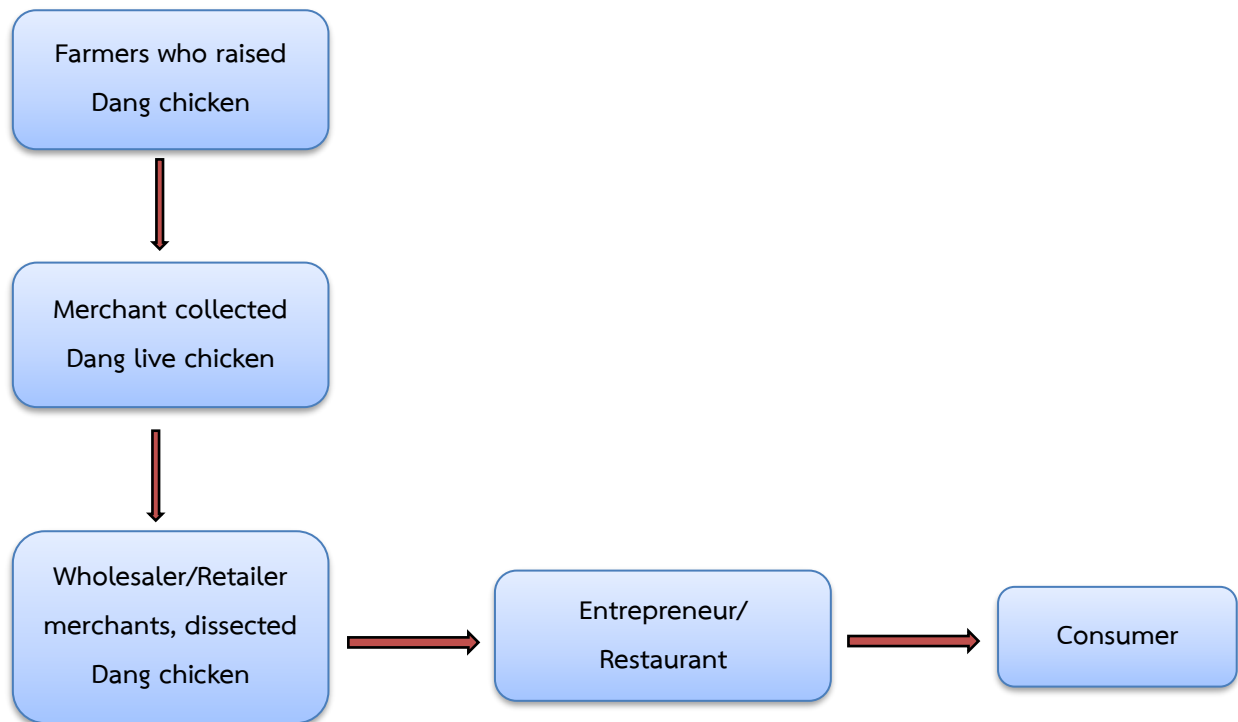 Farmers who raised
Dang chicken
Merchant collected
Dang live chicken
Wholesaler/Retailer
merchants, dissected
Dang chicken
Entrepreneur/
Restaurant
Consumer